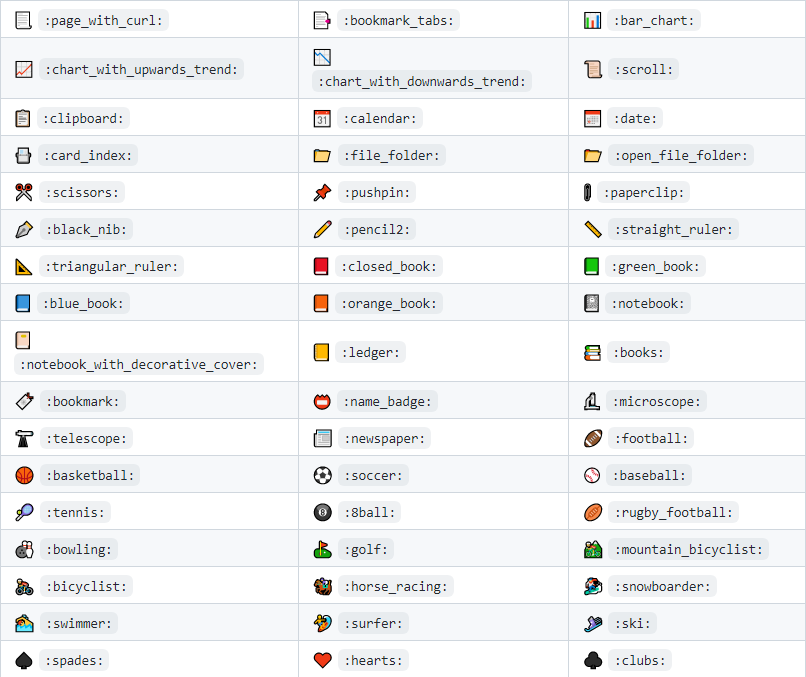 :page_with_curl:
:bookmark_tabs:
:bar_chart:
:chart_with_upwards_trend:
:chart_with_downwards_trend:
:scroll:
:clipboard:
:calendar:
:date:
:card_index:
:file_folder:
:open_file_folder:
:scissors:
:pushpin:
:paperclip:
:black_nib:
:pencil2:
:straight_ruler:
:triangular_ruler:
:closed_book:
:green_book:
:blue_book:
:orange_book:
:notebook:
:notebook_with_decorative_cover:
:ledger:
:books:
:bookmark:
:name_badge:
:microscope:
:telescope:
:newspaper:
:football:
:basketball:
:soccer:
:baseball:
:tennis:
:8ball:
:rugby_football:
:bowling:
:golf:
:mountain_bicyclist:
:bicyclist:
:horse_racing:
:snowboarder:
:swimmer:
:surfer:
:ski:
:spades:
:hearts:
:clubs: